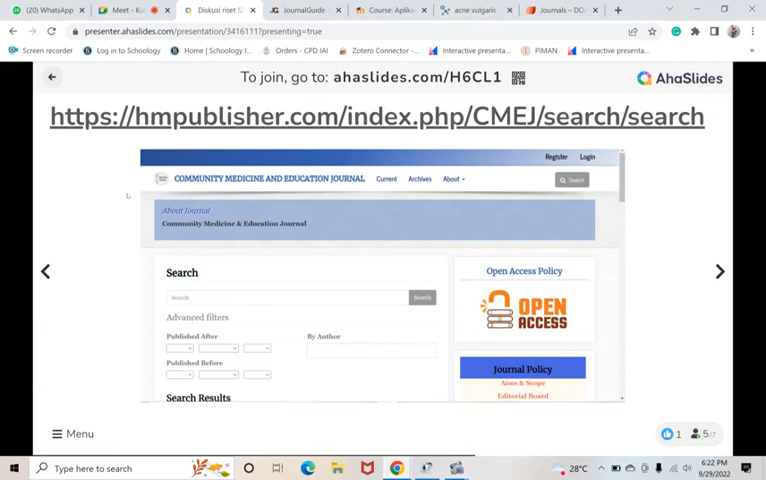 (20) WhatsApp
Meet - Ku
Diskusi riset S2
JournalGuide -
Course: Aplika
acne vulgaris
Journals – DO
presenter.ahaslides.com/presentation/3416111?presenting=true
Screen recorder
Log in to Schoology
Home | Schoology I...
Orders - CPD IAI
Zotero Connector -...
Interactive presenta...
PIMAN
Interactive presenta...
To join, go to: ahaslides.com/H6CL1
AhaSlides
https://hmpublisher.com/index.php/CMEJ/search/search
Register
Login
COMMUNITY MEDICINE AND EDUCATION JOURNAL
Current
Archives
About
Search
About Journal
Community Medicine & Education Journal
Search
Search
Search
Advanced filters
Published After
By Author
Published Before
Search Results
Open Access Policy
OPEN
ACCESS
Journal Policy
Aims & Scope
Editorial Board
Menu
1
5/7
Type here to search
28°C
6:22 PM
9/29/2022